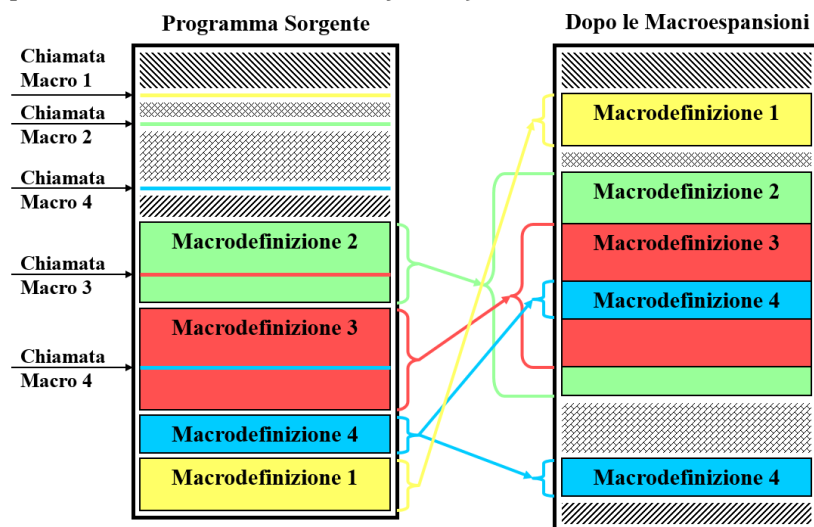 Programma Sorgente
Dopo le Macroespansioni
Chiamata
Macro 1
Chiamata
Macro 2
Chiamata
Macro 4
Chiamata
Macro 3
Chiamata
Macro 4
Macrodefinizione 2
Macrodefinizione 3
Macrodefinizione 4
Macrodefinizione 1
Macrodefinizione 1
Macrodefinizione 2
Macrodefinizione 3
Macrodefinizione 4
Macrodefinizione 4